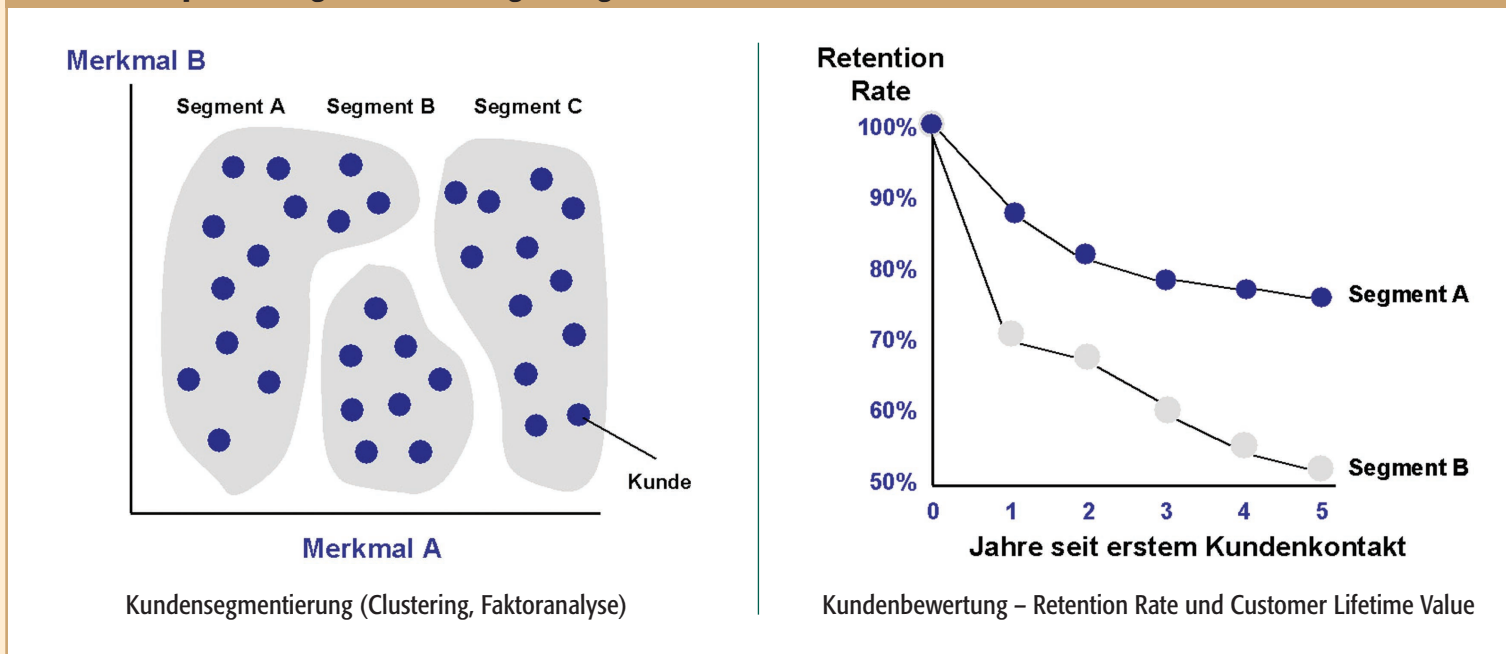 Merkmal B
Segment A
Segment B
Segment C
Kunde
Merkmal A
Kundensegmentierung (Clustering, Faktoranalyse)
Retention
Rate
100%
90%
80%
70%
60%
50%
Segment A
Segment B
0 1 2 3 4 5
Jahre seit erstem Kundenkontakt
Kundenbewertung – Retention Rate und Customer Lifetime Value